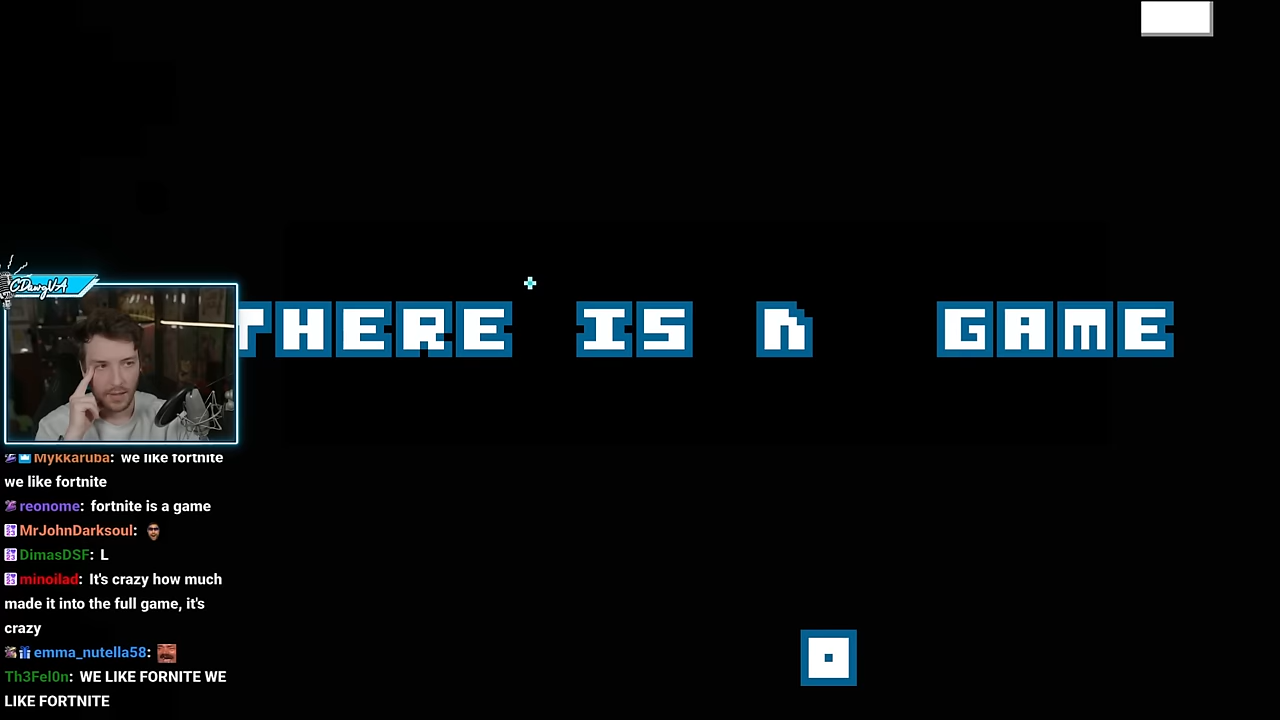 THERE IS N GAME
O
CDawgVA
Mykkaruba: we like fortnite
we like fortnite
reonome: fortnite is a game
MrJohnDarksoul:
DimasDSF: L
minoilad: It's crazy how much
made it into the full game, it's
crazy
emma_nutella58:
Th3Fel0n: WE LIKE FORNITE WE
LIKE FORTNITE